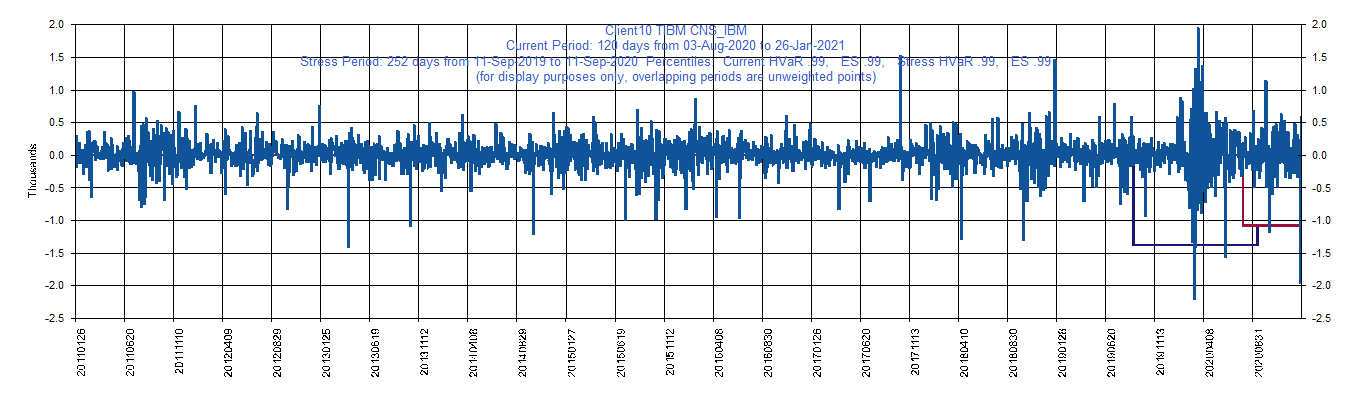 Client10 TIBM CNS_IBM
Current Period: 120 days from 03-Aug-2020 to 26-Jan-2021
Stress Period: 252 days from 11-Sep-2019 to 11-Sep-2020 Percentiles: Current HVaR .99, ES .99, Stress HVaR .99, ES .99
(for display purposes only, overlapping periods are unweighted points)
2.0 2.0
1.5 1.5
1.0 1.0
0.5 0.5
0.0 0.0
-0.5 -0.5
-1.0 -1.0
-1.5 -1.5
-2.0 -2.0
-2.5 -2.5
Thousands
20110126 20110620 20111110 20120409 20120829 20130125 20130619 20131112 20140408 20140829 20150127 20150619 20151112 20160408 20160830 20170126 20170620 20171113 20180410 20180830 20190128 20190620 20191113 20200408 20200831